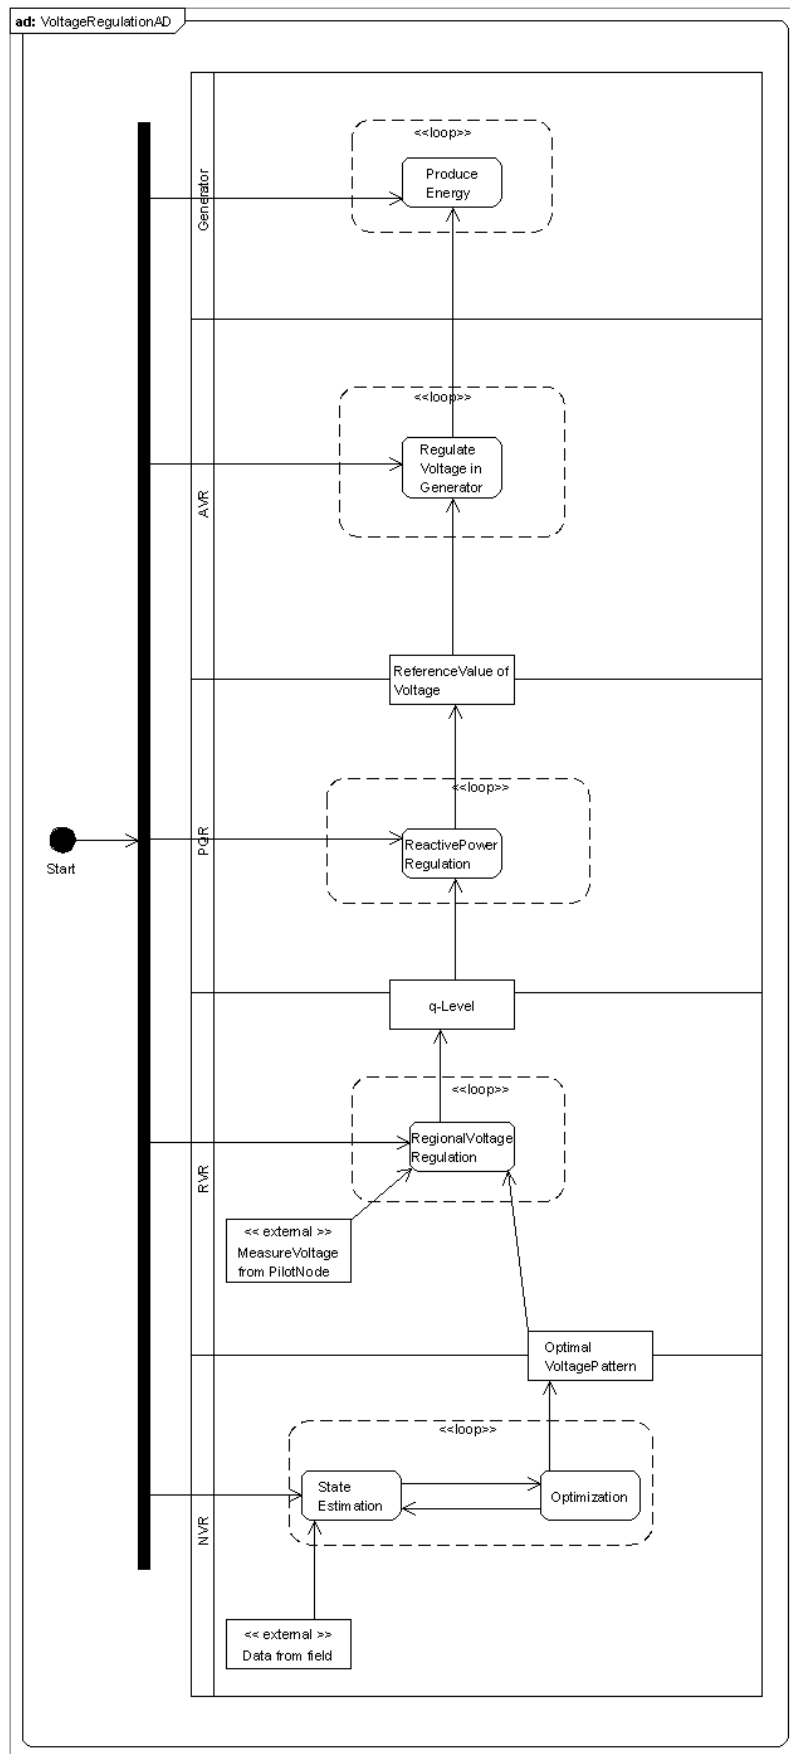 ad: VoltageRegulationAD
<<loop>>
Produce
Energy
Generator
<<loop>>
Regulate
Voltage in
Generator
AVR
ReferenceValue of
Voltage
<<loop>>
ReactivePower
Regulation
PQR
Start
q-Level
<<loop>>
RegionalVoltage
Regulation
RVR
<< external >>
MeasureVoltage
from PilotNode
Optimal
VoltagePattern
<<loop>>
State
Estimation
Optimization
NVR
<< external >>
Data from field